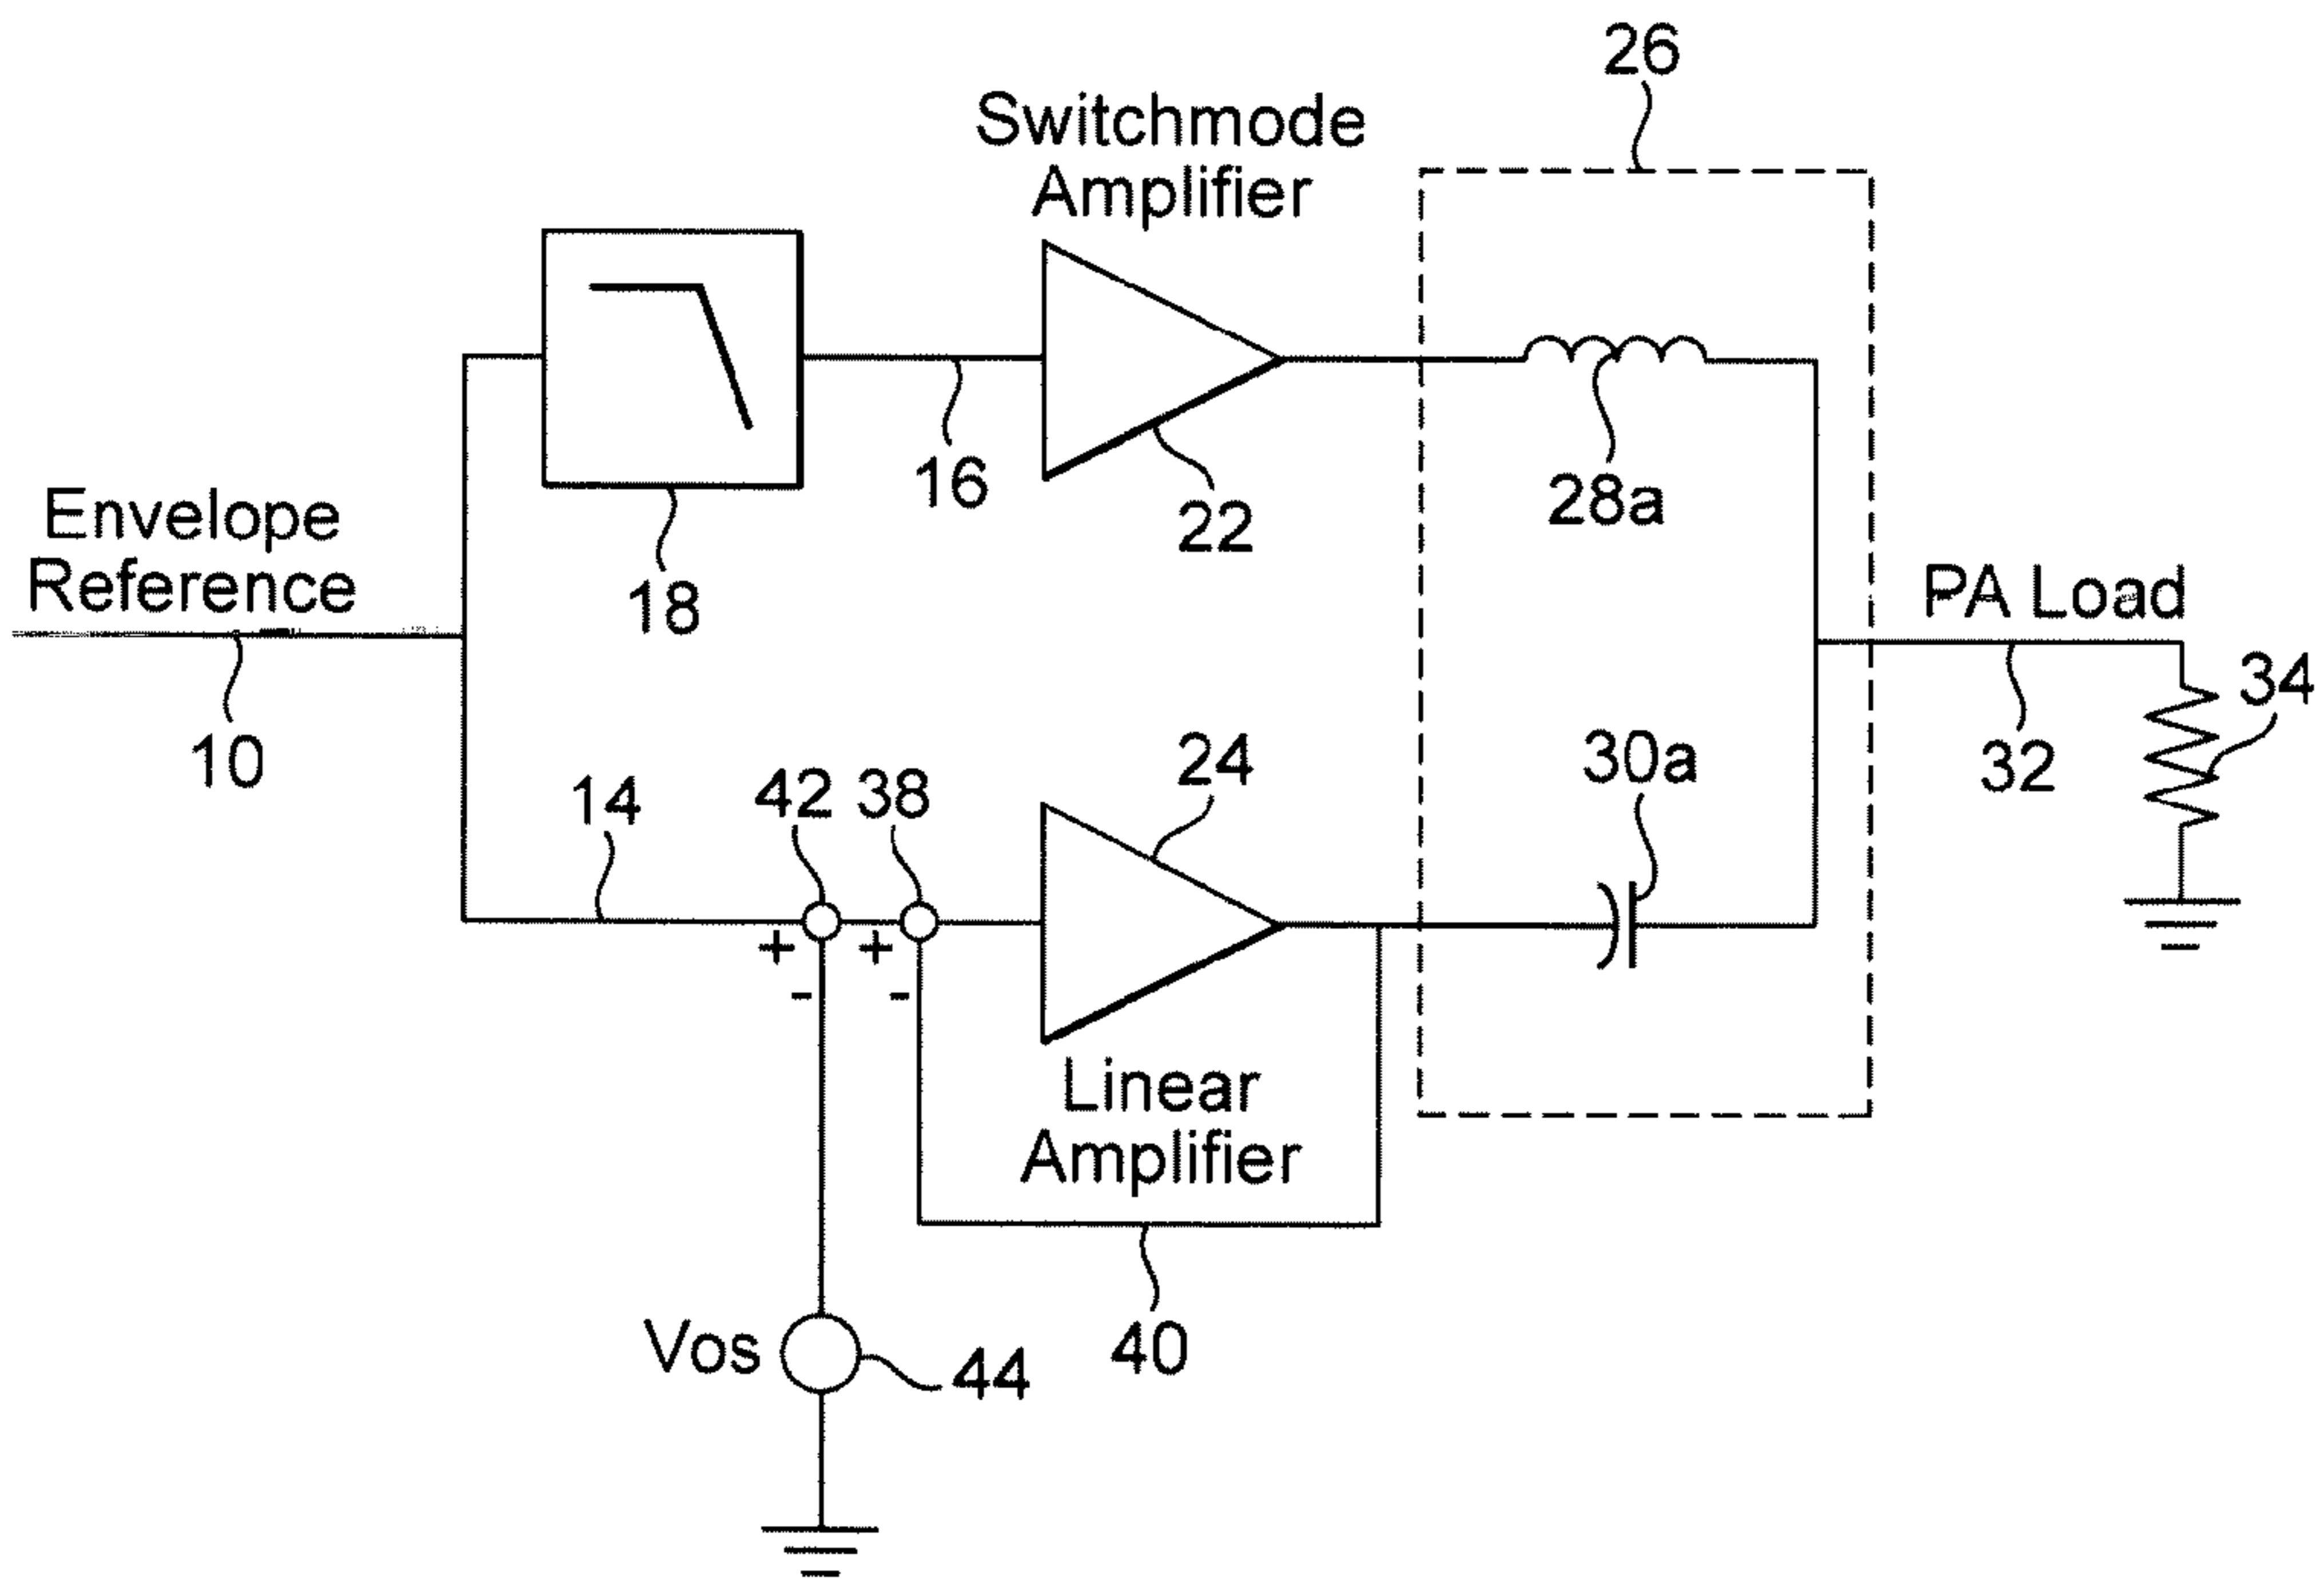 26
Switchmode
Amplifier
16
22
28a
18
Envelope
Reference
10
PA Load
34
32
14
42
38
24
30a
+
-
+
-
Linear
Amplifier
40
Vos
44